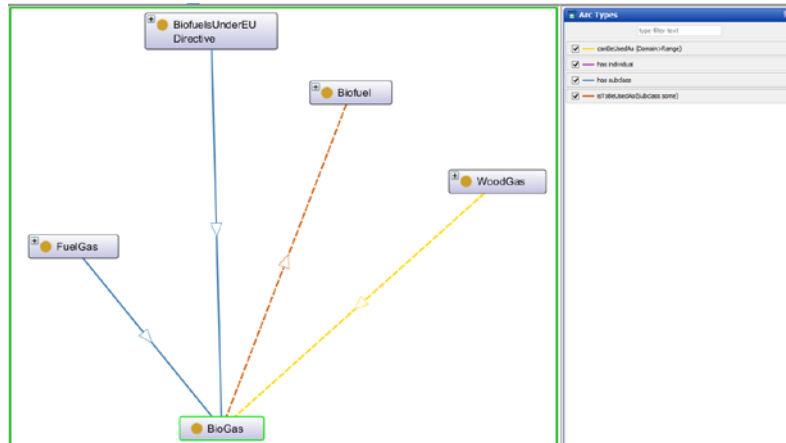 BiofuelsUnderEU
Directive
Biofuel
WoodGas
FuelGas
BioGas
Arc Types
type filter text
canBeUsedAs (Domain>Range)
has individual
has subclass
isToBeUsedAs(Subclass some)